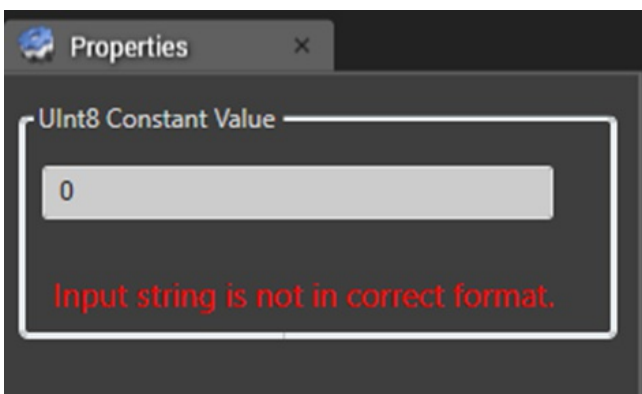 Properties ×
UInt8 Constant Value
0
Input string is not in correct format.